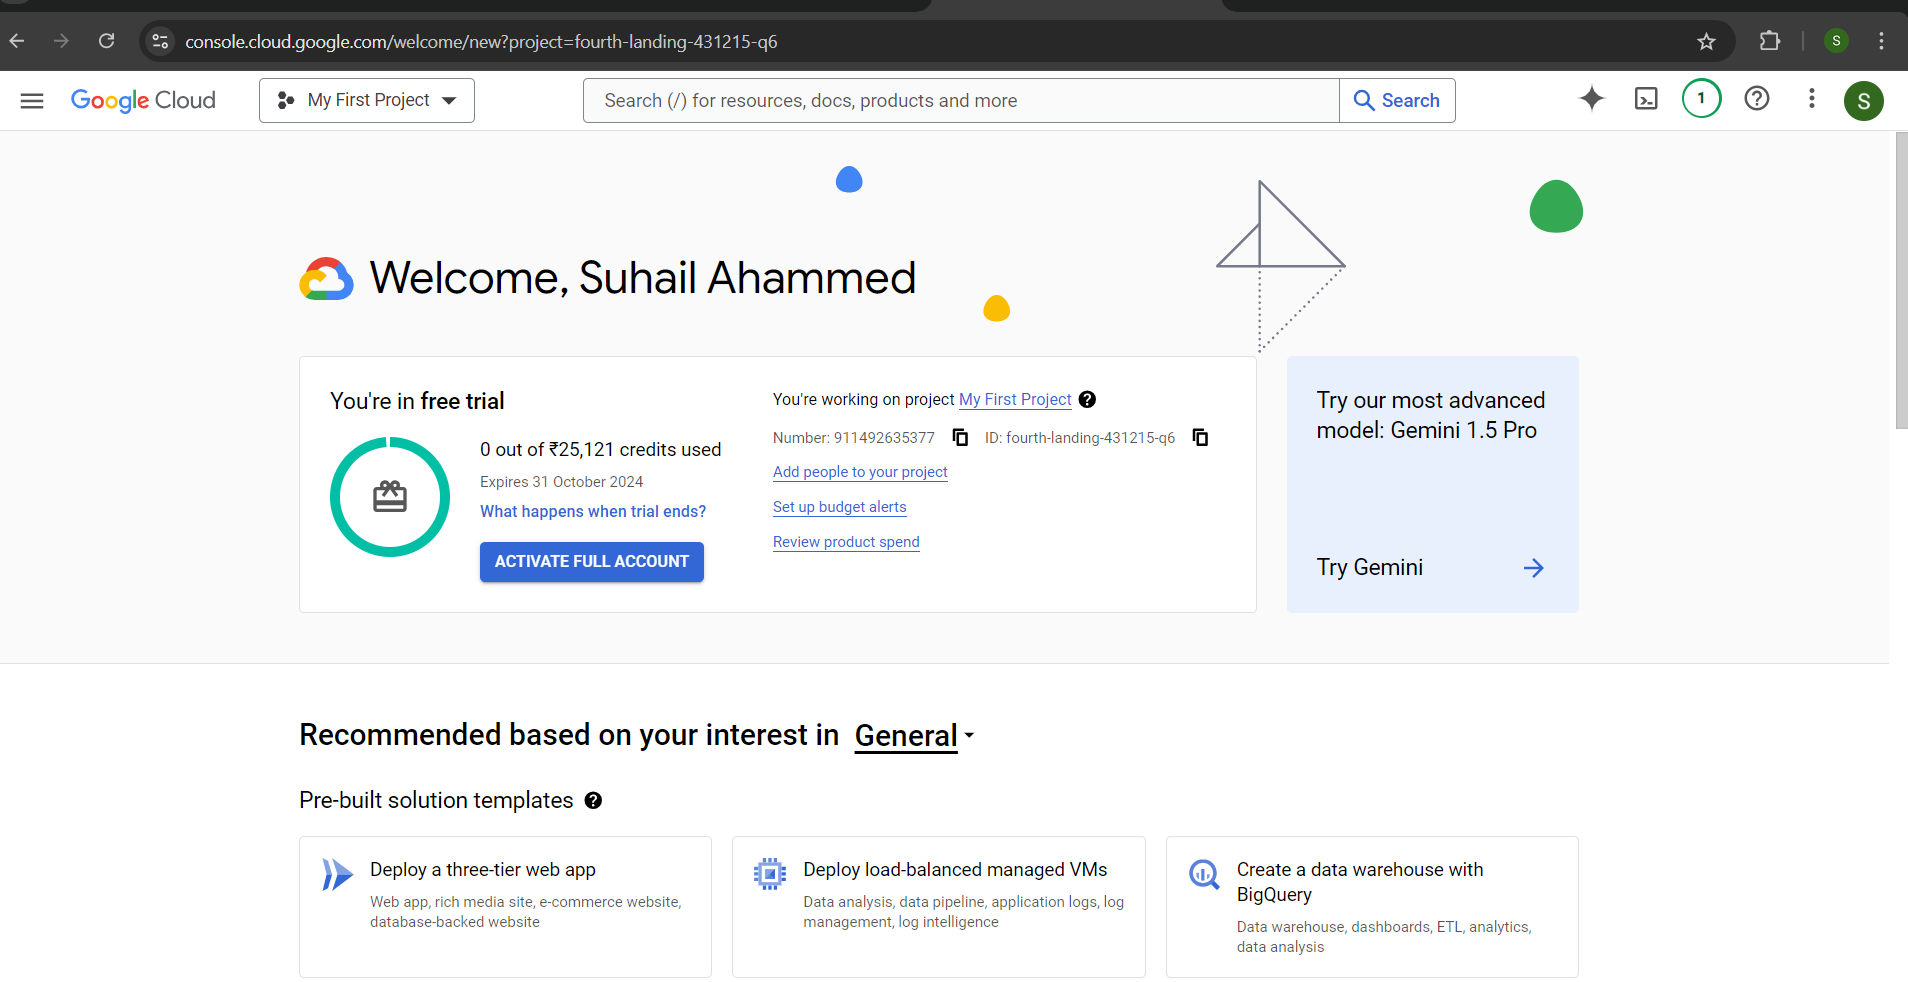 console.cloud.google.com/welcome/new?project=fourth-landing-431215-q6
S
Google Cloud
My First Project
Search (/) for resources, docs, products and more
Search
1
S
Welcome, Suhail Ahammed
You're in free trial
0 out of ₹25,121 credits used
Expires 31 October 2024
What happens when trial ends?
ACTIVATE FULL ACCOUNT
You're working on project My First Project
Number: 911492635377
ID: fourth-landing-431215-q6
Add people to your project
Set up budget alerts
Review product spend
Try our most advanced
model: Gemini 1.5 Pro
Try Gemini
Recommended based on your interest in General
Pre-built solution templates
Deploy a three-tier web app
Web app, rich media site, e-commerce website,
database-backed website
Deploy load-balanced managed VMs
Data analysis, data pipeline, application logs, log
management, log intelligence
Create a data warehouse with
BigQuery
Data warehouse, dashboards, ETL, analytics,
data analysis